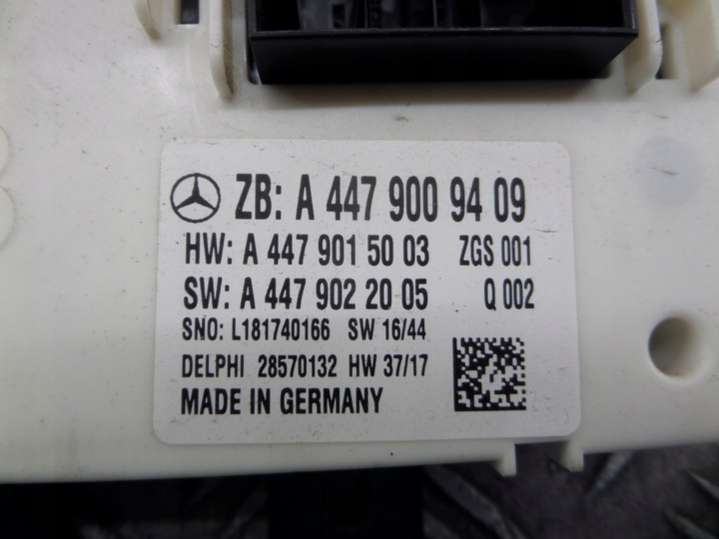 ZB: A 447 900 94 09
HW: A 447 901 50 03 ZGS 001
SW: A 447 902 20 05 Q 002
SNO: L181740166 SW 16/44
DELPHI 28570132 HW 37/17
MADE IN GERMANY